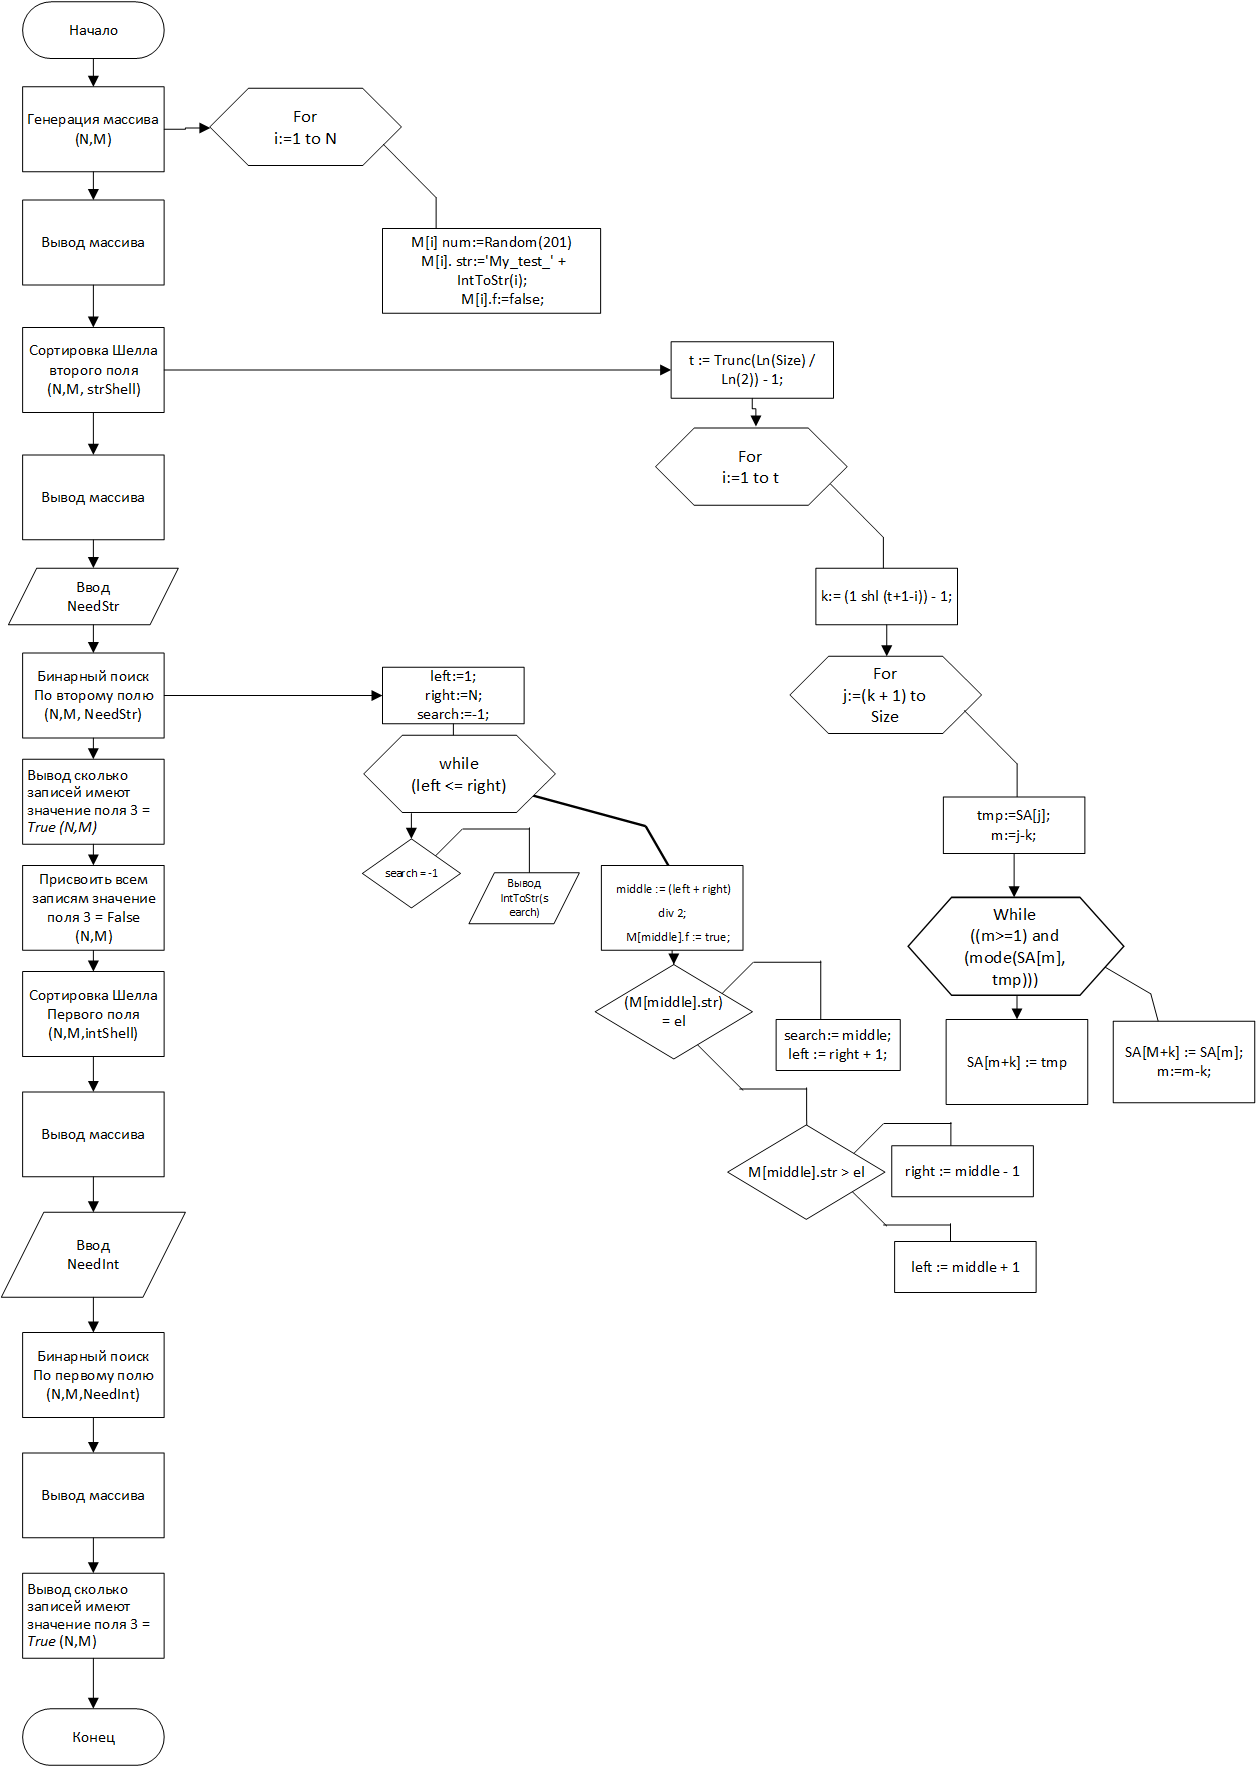 Начало
Генерация массива
(N,M)
For
i:=1 to N
M[i] num:=Random(201)
M[i]. str:='My_test_' +
IntToStr(i);
M[i].f:=false;
Вывод массива
Сортировка Шелла
второго поля
(N,M, strShell)
t := Trunc(Ln(Size) /
Ln(2)) - 1;
For
i:=1 to t
k:= (1 shl (t+1-i)) - 1;
For
j:=(k + 1) to
Size
tmp:=SA[j];
m:=j-k;
While
((m>=1) and
(mode(SA[m],
tmp)))
SA[m+k] := tmp
SA[M+k] := SA[m];
m:=m-k;
Вывод массива
Ввод
NeedStr
Бинарный поиск
По второму полю
(N,M, NeedStr)
left:=1;
right:=N;
search:=-1;
while
(left <= right)
search = -1
Вывод
IntToStr(s
earch)
middle := (left + right)
div 2;
M[middle].f := true;
(M[middle].str)
= el
search:= middle;
left := right + 1;
M[middle].str > el
right := middle - 1
left := middle + 1
Вывод сколько
записей имеют
значение поля 3 =
True (N,M)
Присвоить всем
записям значение
поля 3 = False
(N,M)
Сортировка Шелла
Первого поля
(N,M,intShell)
Вывод массива
Ввод
NeedInt
Бинарный поиск
По первому полю
(N,M,NeedInt)
Вывод массива
Вывод сколько
записей имеют
значение поля 3 =
True (N,M)
Конец